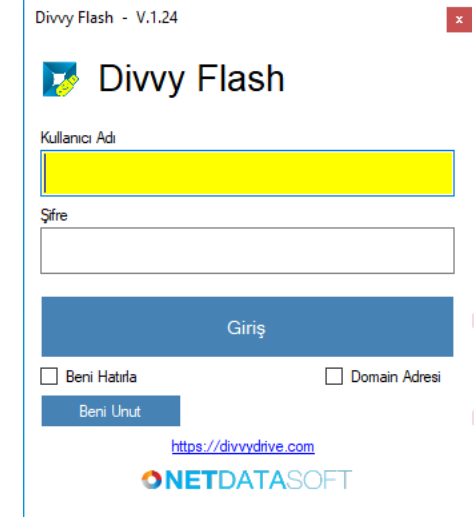 Divvy Flash - V.1.24
x
Divvy Flash
Kullanıcı Adı
Şifre
Giriş
Beni Hatırla
Domain Adresi
Beni Unut
https://divvydrive.com
NETDATASOFT